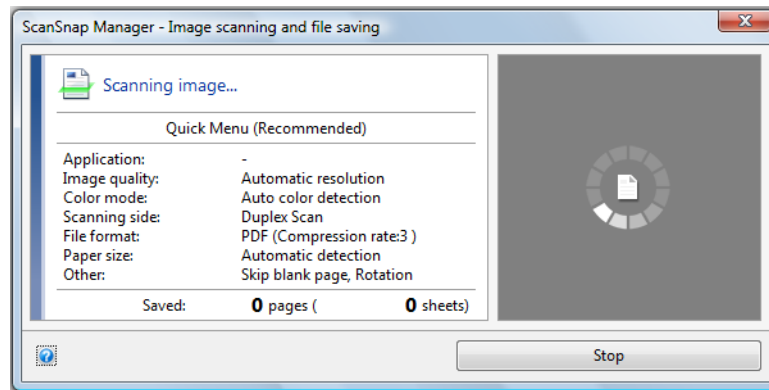 ScanSnap Manager - Image scanning and file saving
X
Scanning image...
Quick Menu (Recommended)
Application: -
Image quality: Automatic resolution
Color mode: Auto color detection
Scanning side: Duplex Scan
File format: PDF (Compression rate:3 )
Paper size: Automatic detection
Other: Skip blank page, Rotation
Saved: 0 pages ( 0 sheets)
?
Stop